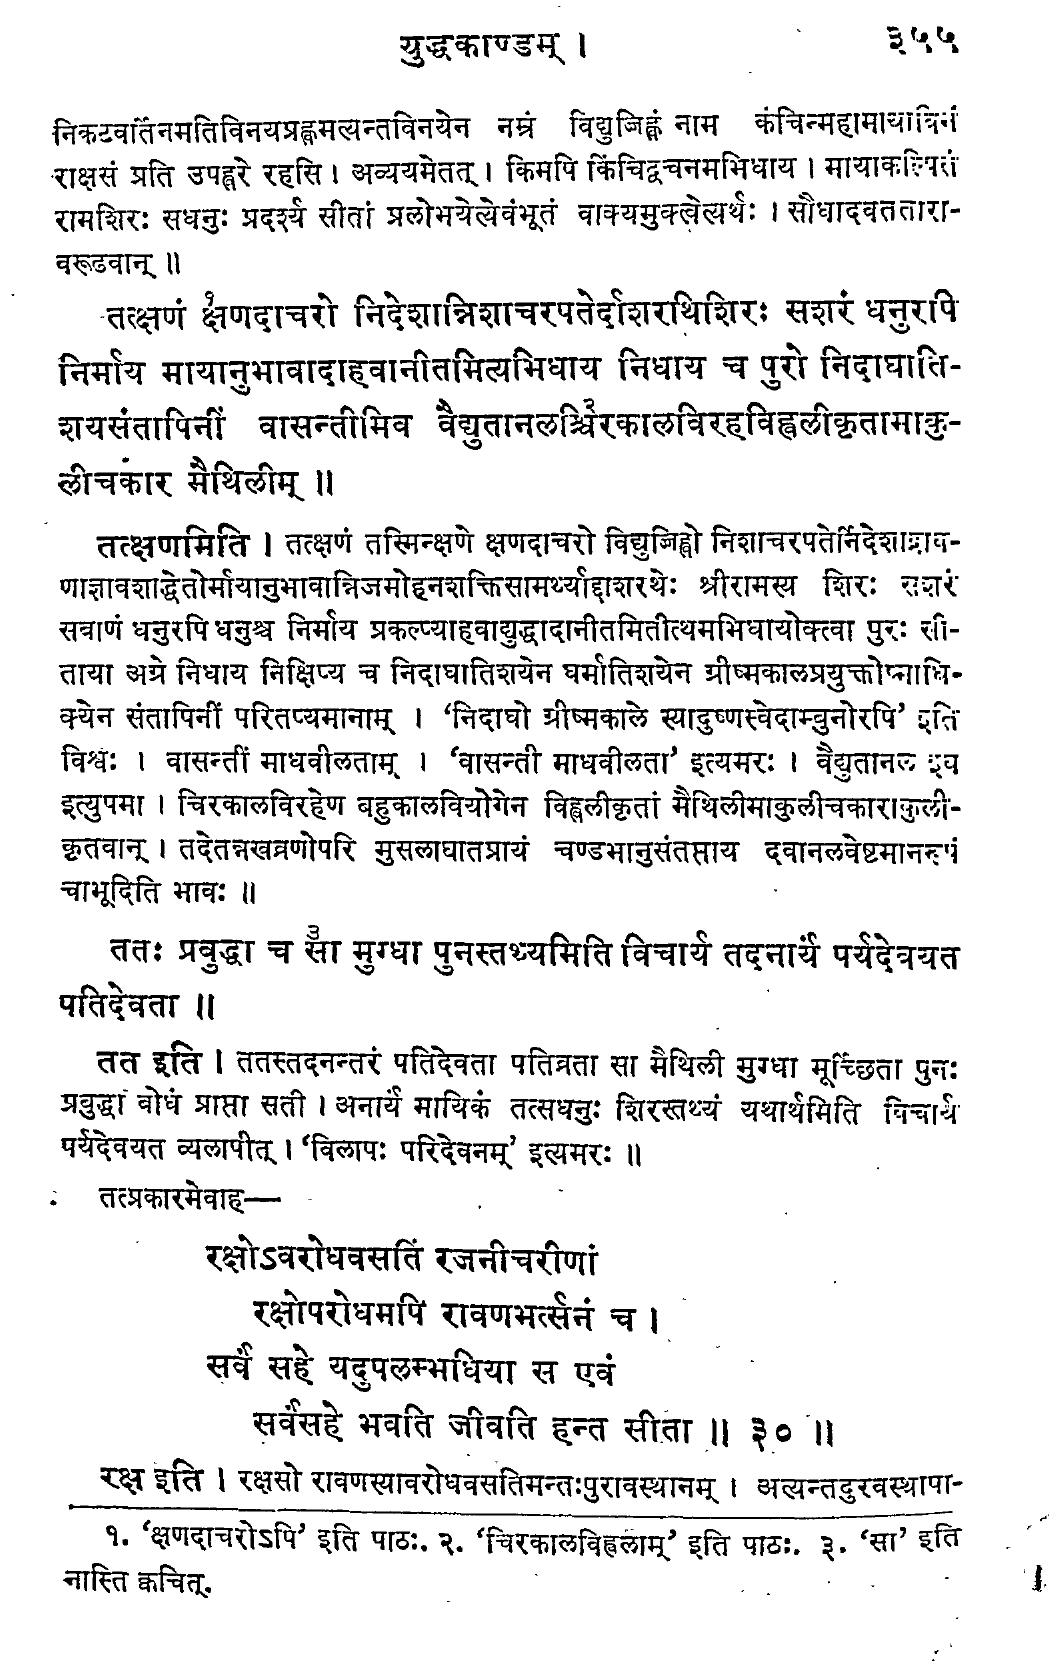 युद्धकाण्डम् ।
३५५
निकटवर्तिनमतिविनयप्रह्वमत्यन्तविनयेन नम्रं विद्युज्जिह्वं नाम कंचिन्महामायाविनं
राक्षसं प्रति उपह्वरे रहसि । अव्ययमेतत् । किमपि किंचिद्वचनमभिधाय । मायाकल्पितं
रामशिरः सधनुः प्रदर्श्य सीतां प्रलोभयेत्येवंभूतं वाक्यमुक्त्वेत्यर्थः । सौधादवततारा-
वरूढवान् ॥
तत्क्षणं क्षणदाचरो निदेशान्निशाचरपतेर्दाशरथिशिरः सशरं धनुरपि
निर्माय मायानुभावादाहवानीतमित्यभिधाय निधाय च पुरो निदाघाति-
शयसंतापिनीं वासन्तीमिव वैद्युतानलश्चिरकालविरहविह्वलीकृतामाकु-
लीचकार मैथिलीम् ॥
तत्क्षणमिति । तत्क्षणं तस्मिन्क्षणे क्षणदाचरो विद्युज्जिह्वो निशाचरपतेर्निदेशाद्राव-
णाज्ञावशाद्धेतोर्मायानुभावान्निजमोहनशक्तिसामर्थ्याद्दाशरथेः श्रीरामस्य शिरः सशरं
सबाणं धनुरपि धनुश्च निर्माय प्रकल्प्याहवाद्युद्धादानीतमितीत्थमभिधायोक्त्वा पुरः सी-
ताया अग्रे निधाय निक्षिप्य च निदाघातिशयेन घर्मातिशयेन ग्रीष्मकालप्रयुक्तोष्माधि-
क्येन संतापिनीं परितप्यमानाम् । ‘निदाघो ग्रीष्मकाले स्यादुष्णस्वेदाम्बुनोरपि’ इति
विश्वः । वासन्तीं माधवीलताम् । ‘वासन्ती माधवीलता’ इत्यमरः । वैद्युतानल इव
इत्युपमा । चिरकालविरहेण बहुकालवियोगेन विह्वलीकृतां मैथिलीमाकुलीचकाराकुली-
कृतवान् । तदेतन्नखव्रणोपरि मुसलाघातप्रायं चण्डभानुसंतप्ताय दवानलवेष्टमानरूपं
चाभूदिति भावः ॥
ततः प्रबुद्धा च सा३ मुग्धा पुनस्तथ्यमिति विचार्य तदनार्यं पर्यदेवयत
पतिदेवता ॥
तत इति । ततस्तदनन्तरं पतिदेवता पतिव्रता सा मैथिली मुग्धा मूर्च्छिता पुनः
प्रबुद्धा बोधं प्राप्ता सती । अनार्यं मायिकं तत्सधनुः शिरस्तथ्यं यथार्थमिति विचार्य
पर्यदेवयत व्यलापीत् । ‘विलापः परिदेवनम्’ इत्यमरः ॥
तत्प्रकारमेवाह—
रक्षोऽवरोधवसतिं रजनीचरीणां
रक्षोपरोधमपि रावणभर्त्सनं च ।
सर्वं सहे यदुपलम्भधिया स एवं
सर्वंसहे भवति जीवति हन्त सीता ॥ ३० ॥
रक्ष इति । रक्षसो रावणस्यावरोधवसतिमन्तःपुरावस्थानम् । अत्यन्तदुरवस्थापा-
१. ‘क्षणदाचरोऽपि’ इति पाठः. २. ‘चिरकालविह्वलाम्’ इति पाठः. ३. ‘सा’ इति
नास्ति क्वचित्.